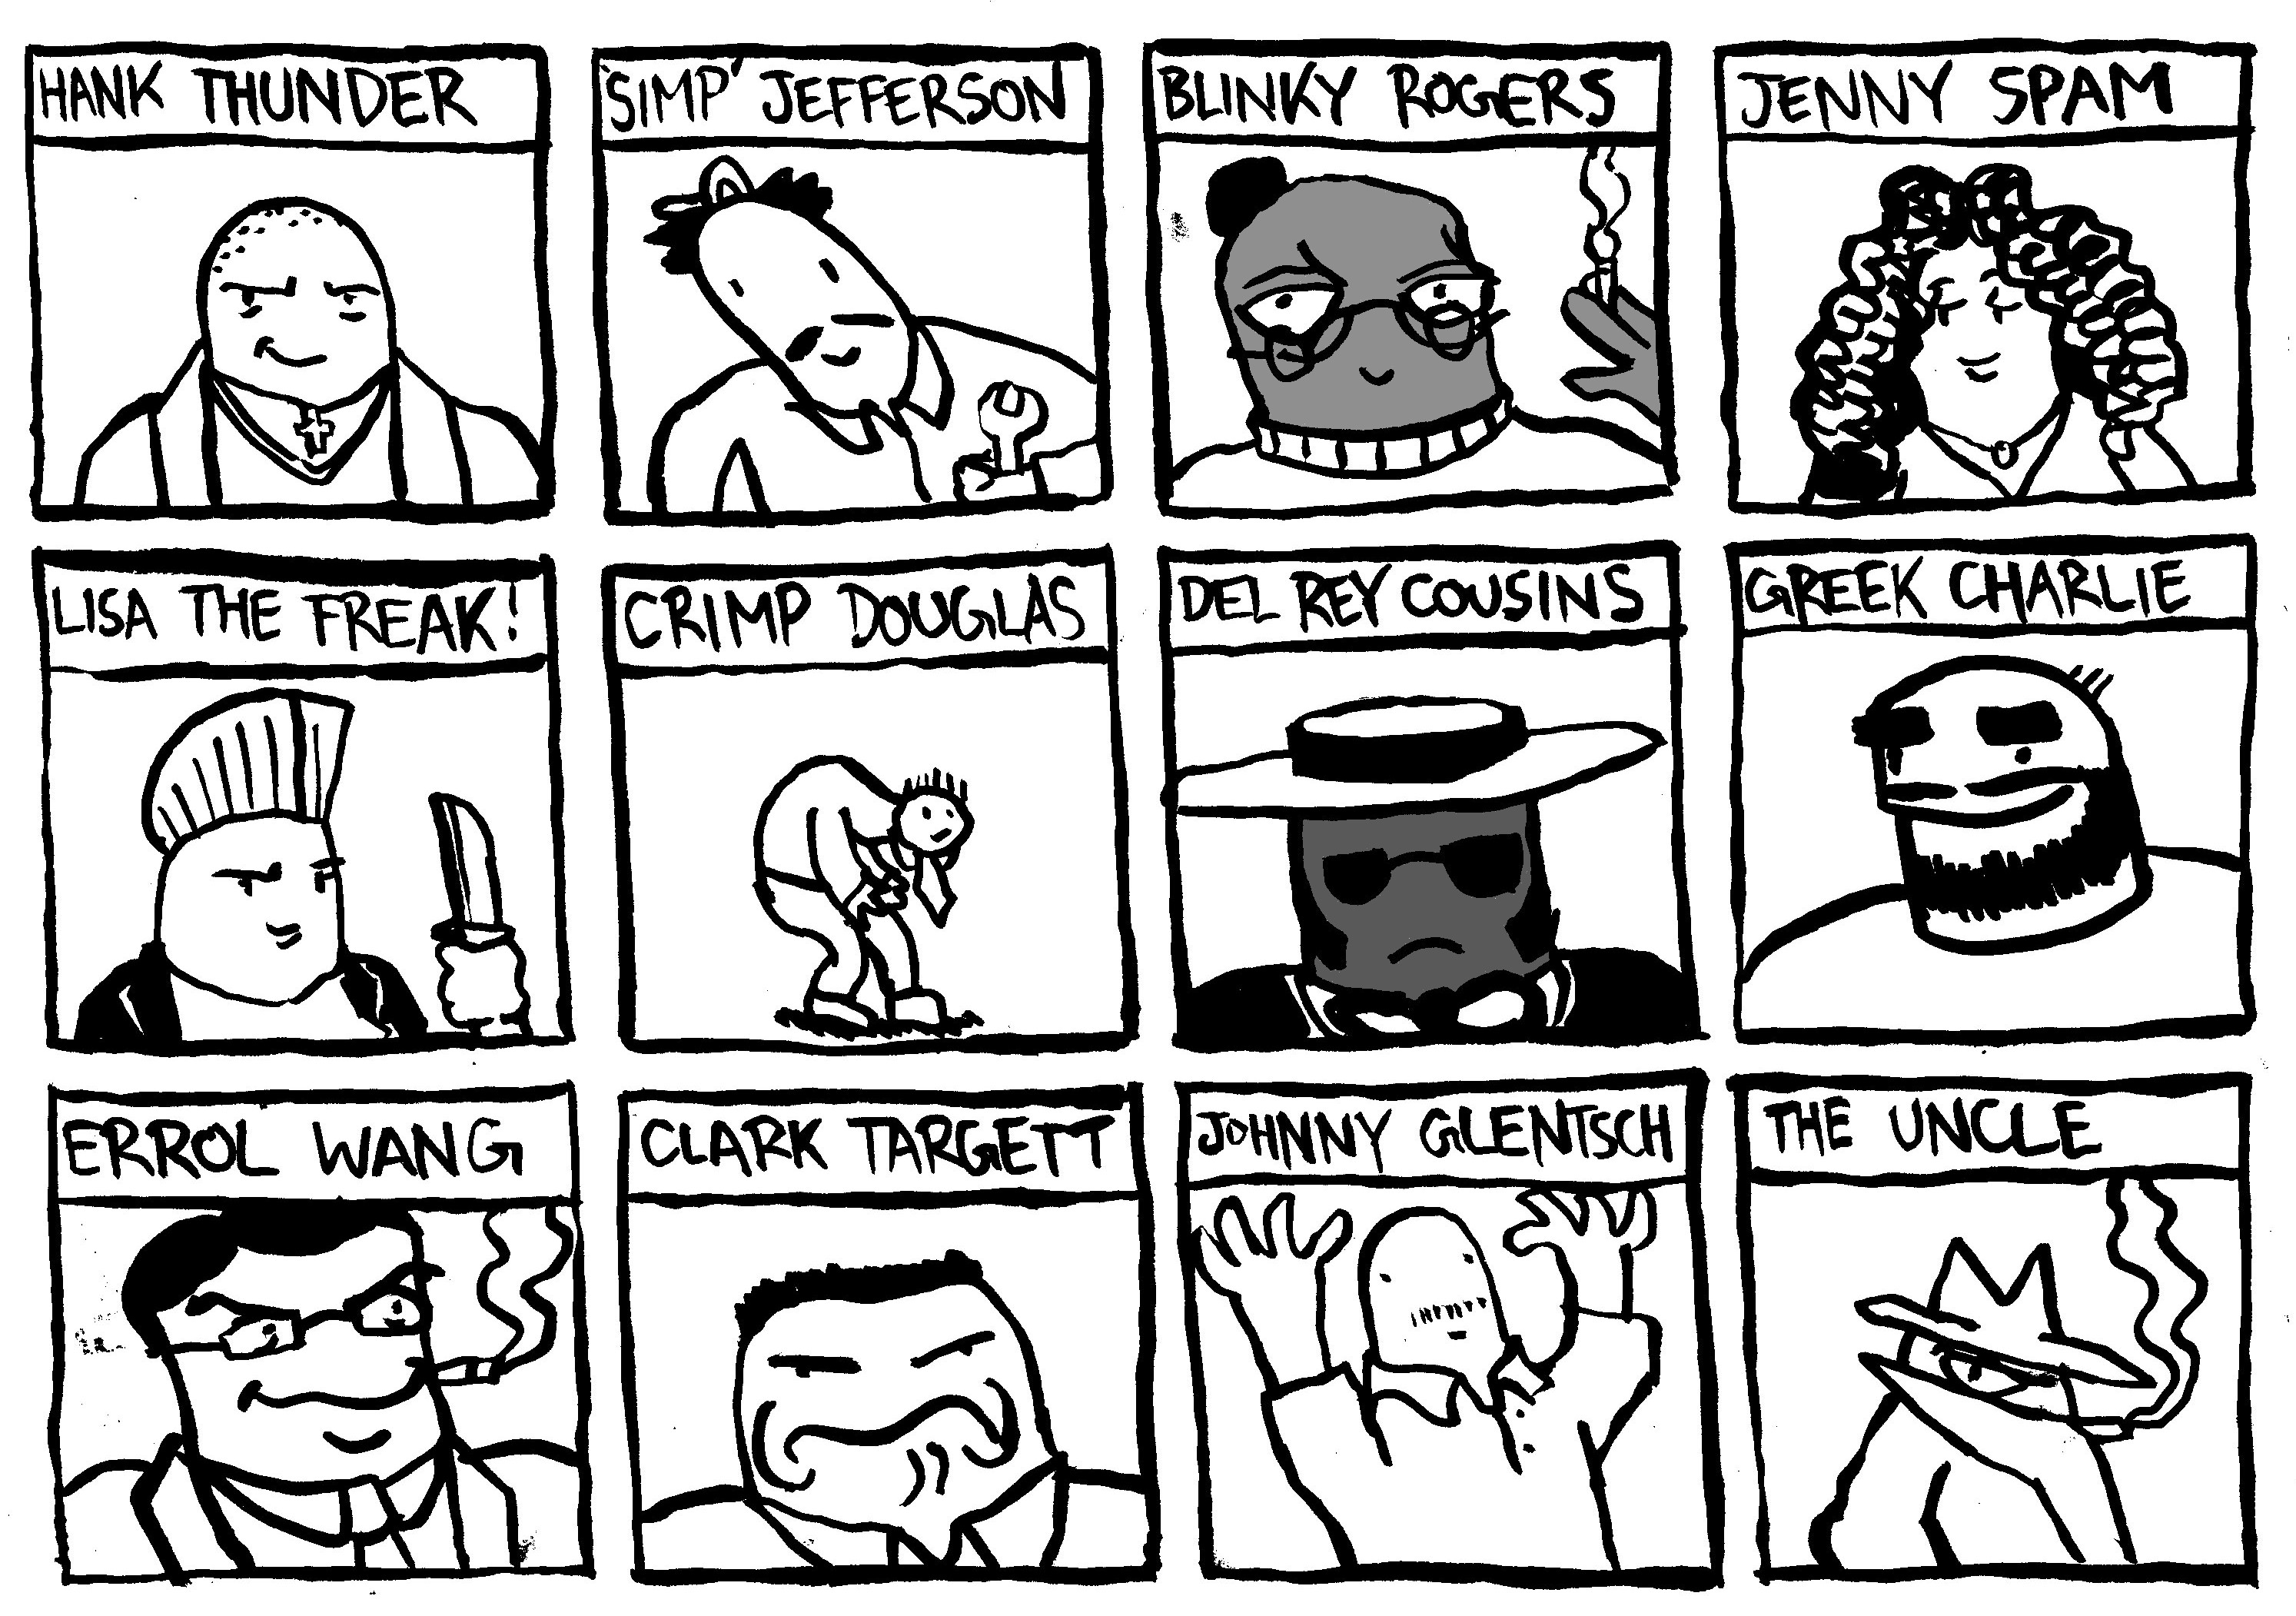 HANK THUNDER
'SIMP' JEFFERSON
BLINKY ROGERS
JENNY SPAM
LISA THE FREAK!
CRIMP DOUGLAS
DEL REY COUSINS
GREEK CHARLIE
ERROL WANG
CLARK TARGETT
JOHNNY GLENTSCH
THE UNCLE